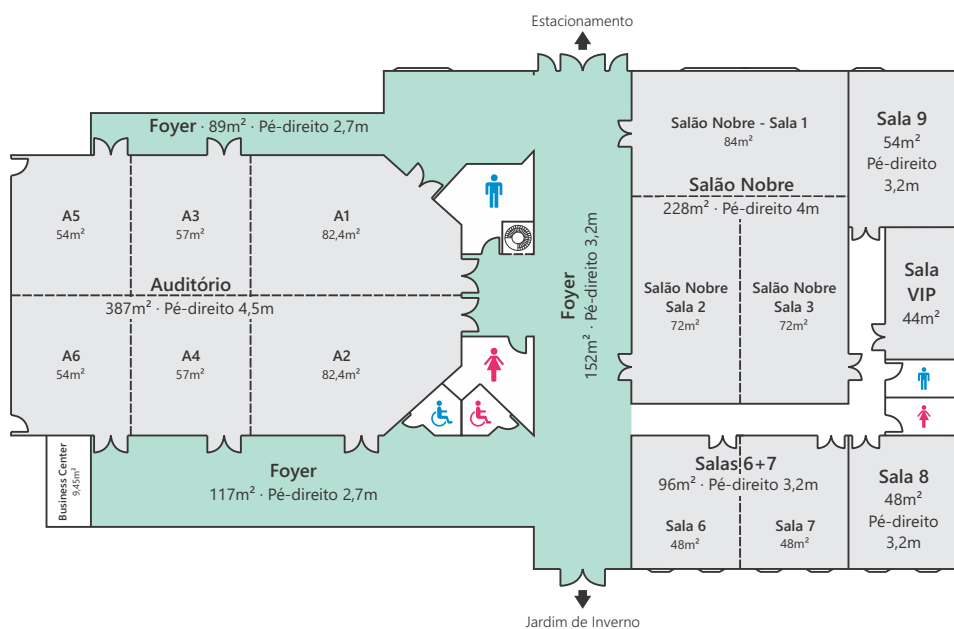 Estacionamento
Foyer · 89m² · Pé-direito 2,7m
Salão Nobre - Sala 1
84m²
Sala 9
54m²
Pé-direito
3,2m
A5
54m²
A3
57m²
A1
82,4m²
Salão Nobre
228m² · Pé-direito 4m
Auditório
387m² · Pé-direito 4,5m
Foyer
152m² · Pé-direito 3,2m
Salão Nobre
Sala 2
72m²
Salão Nobre
Sala 3
72m²
Sala
VIP
44m²
A6
54m²
A4
57m²
A2
82,4m²
Business Center
9,45m²
Foyer
117m² · Pé-direito 2,7m
Salas 6+7
96m² · Pé-direito 3,2m
Sala 6
48m²
Sala 7
48m²
Sala 8
48m²
Pé-direito
3,2m
Jardim de Inverno